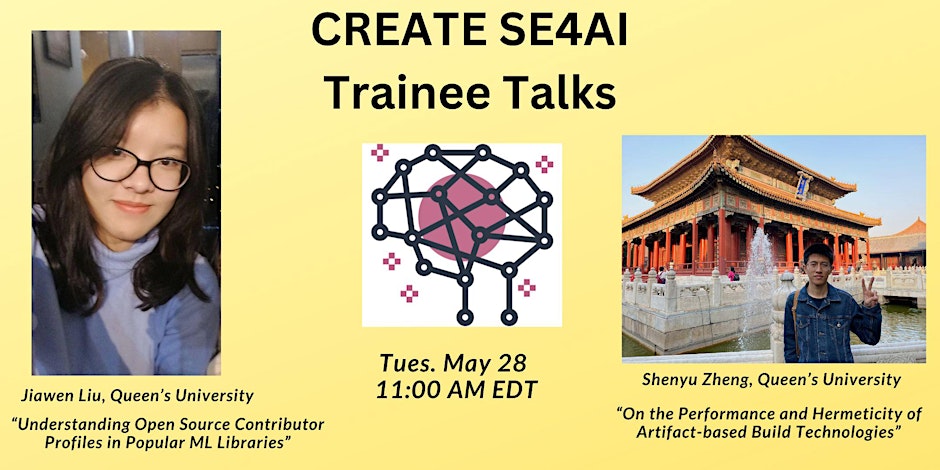 CREATE SE4AI
Trainee Talks
Tues. May 28
11:00 AM EDT
Jiawen Liu, Queen’s University
“Understanding Open Source Contributor
Profiles in Popular ML Libraries”
Shenyu Zheng, Queen’s University
“On the Performance and Hermeticity of
Artifact-based Build Technologies”